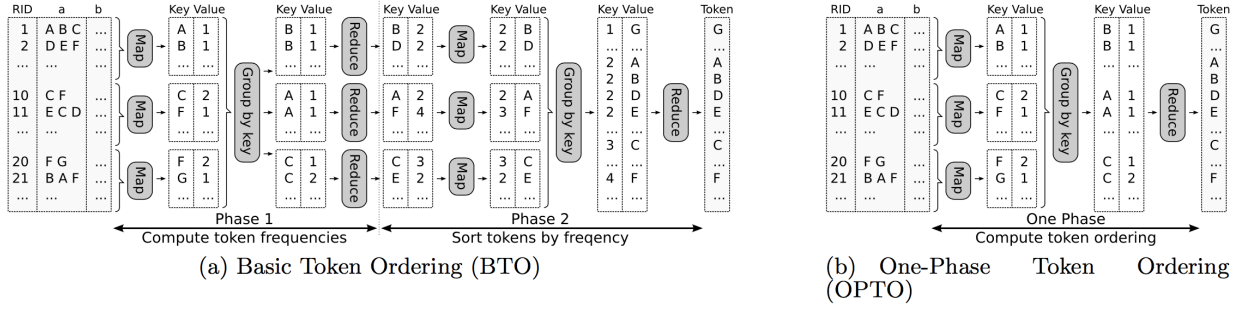 RID a b
1 A B C ...
2 D E F ...
... ...
10 C F ...
11 E C D ...
... ... ...
20 F G ...
21 B A F ...
... ... ...
Map
Map
Map
Key Value
A 1
B 1
... ...
C 2
F 1
... ...
F 2
G 1
... ...
Group by key
Key Value
B 1
B 1
... ...
A 1
A 1
... ...
C 1
C 2
... ...
Reduce
Reduce
Reduce
Key Value
B 2
D 2
... ...
A 2
F 4
... ...
C 3
E 2
... ...
Map
Map
Map
Key Value
2 B
2 D
... ...
2 A
3 F
... ...
3 C
2 E
... ...
Group by key
Key Value
1 G
... ...
2 A
2 B
2 D
2 E
... ...
3 C
... ...
4 F
... ...
Reduce
Token
G
...
A
B
D
E
...
C
...
F
...
Phase 1
Compute token frequencies
Phase 2
Sort tokens by freqency
(a) Basic Token Ordering (BTO)
RID a b
1 A B C ...
2 D E F ...
... ...
10 C F ...
11 E C D ...
... ... ...
20 F G ...
21 B A F ...
... ... ...
Map
Map
Map
Key Value
A 1
B 1
... ...
C 2
F 1
... ...
F 2
G 1
... ...
Group by key
Key Value
B 1
B 1
... ...
A 1
A 1
... ...
C 1
C 2
... ...
Reduce
Token
G
...
A
B
D
E
...
C
...
F
...
One Phase
Compute token ordering
(b) One-Phase Token Ordering
(OPTO)